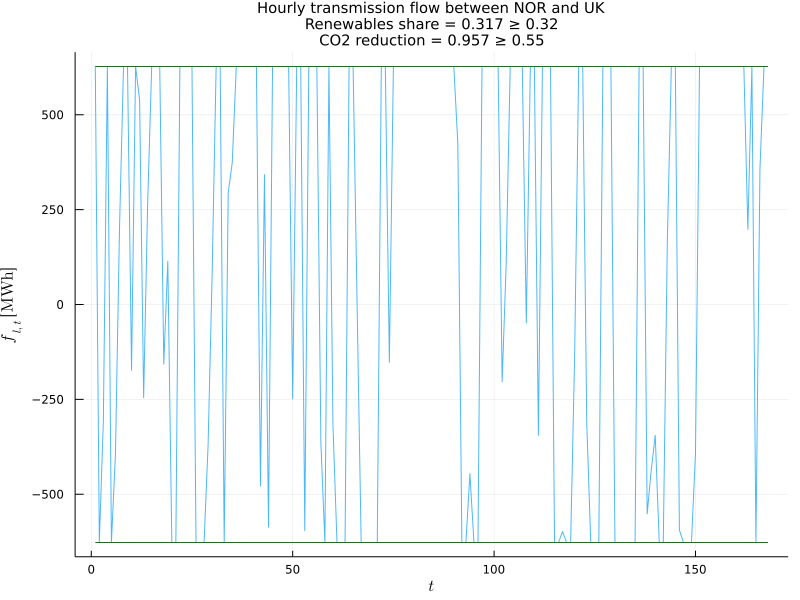 Hourly transmission flow between NOR and UK
Renewables share = 0.317 ≥ 0.32
CO2 reduction = 0.957 ≥ 0.55
500
250
0
−250
−500
f_{l,t} [MWh]
0
50
100
150
t